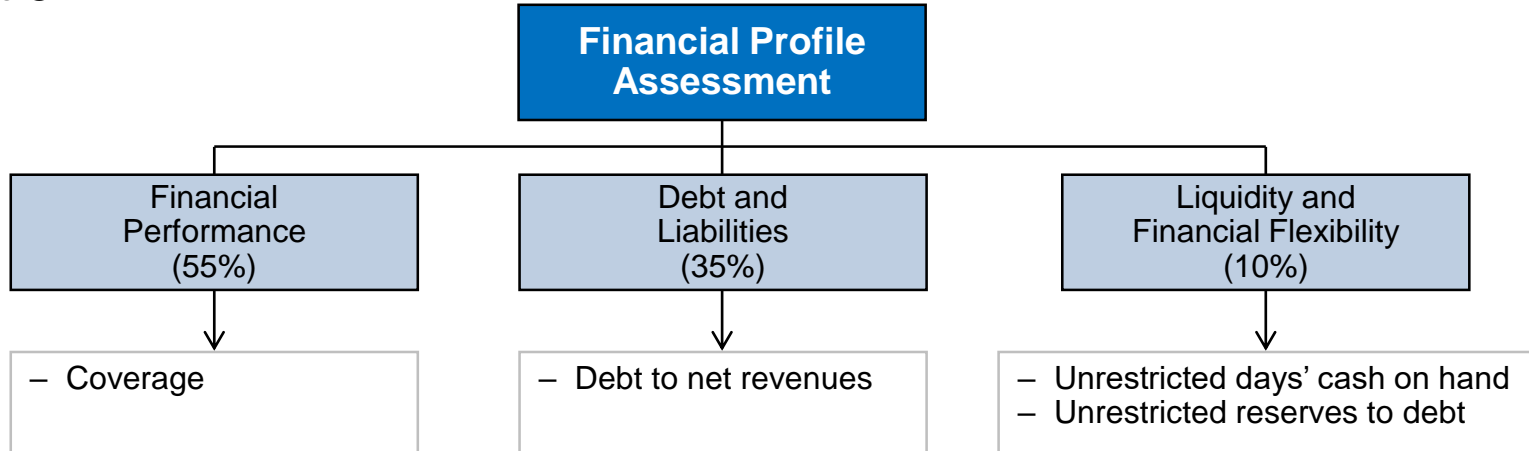 Financial Profile
Assessment
Financial
Performance
(55%)
Debt and
Liabilities
(35%)
Liquidity and
Financial Flexibility
(10%)
– Coverage
– Debt to net revenues
– Unrestricted days’ cash on hand
– Unrestricted reserves to debt